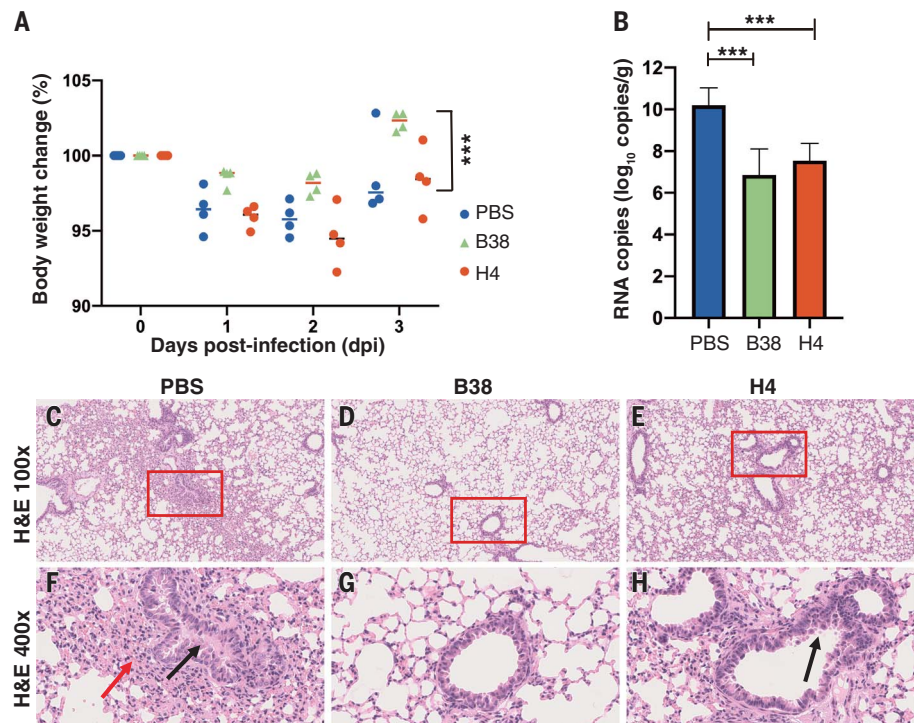 A
Body weight change (%)
105
100
95
90
0
1
2
3
Days post-infection (dpi)
***
PBS
B38
H4
B
RNA copies (log10 copies/g)
***
***
12
10
8
6
4
2
0
PBS
B38
H4
PBS
B38
H4
H&E 100x
C
D
E
H&E 400x
F
G
H